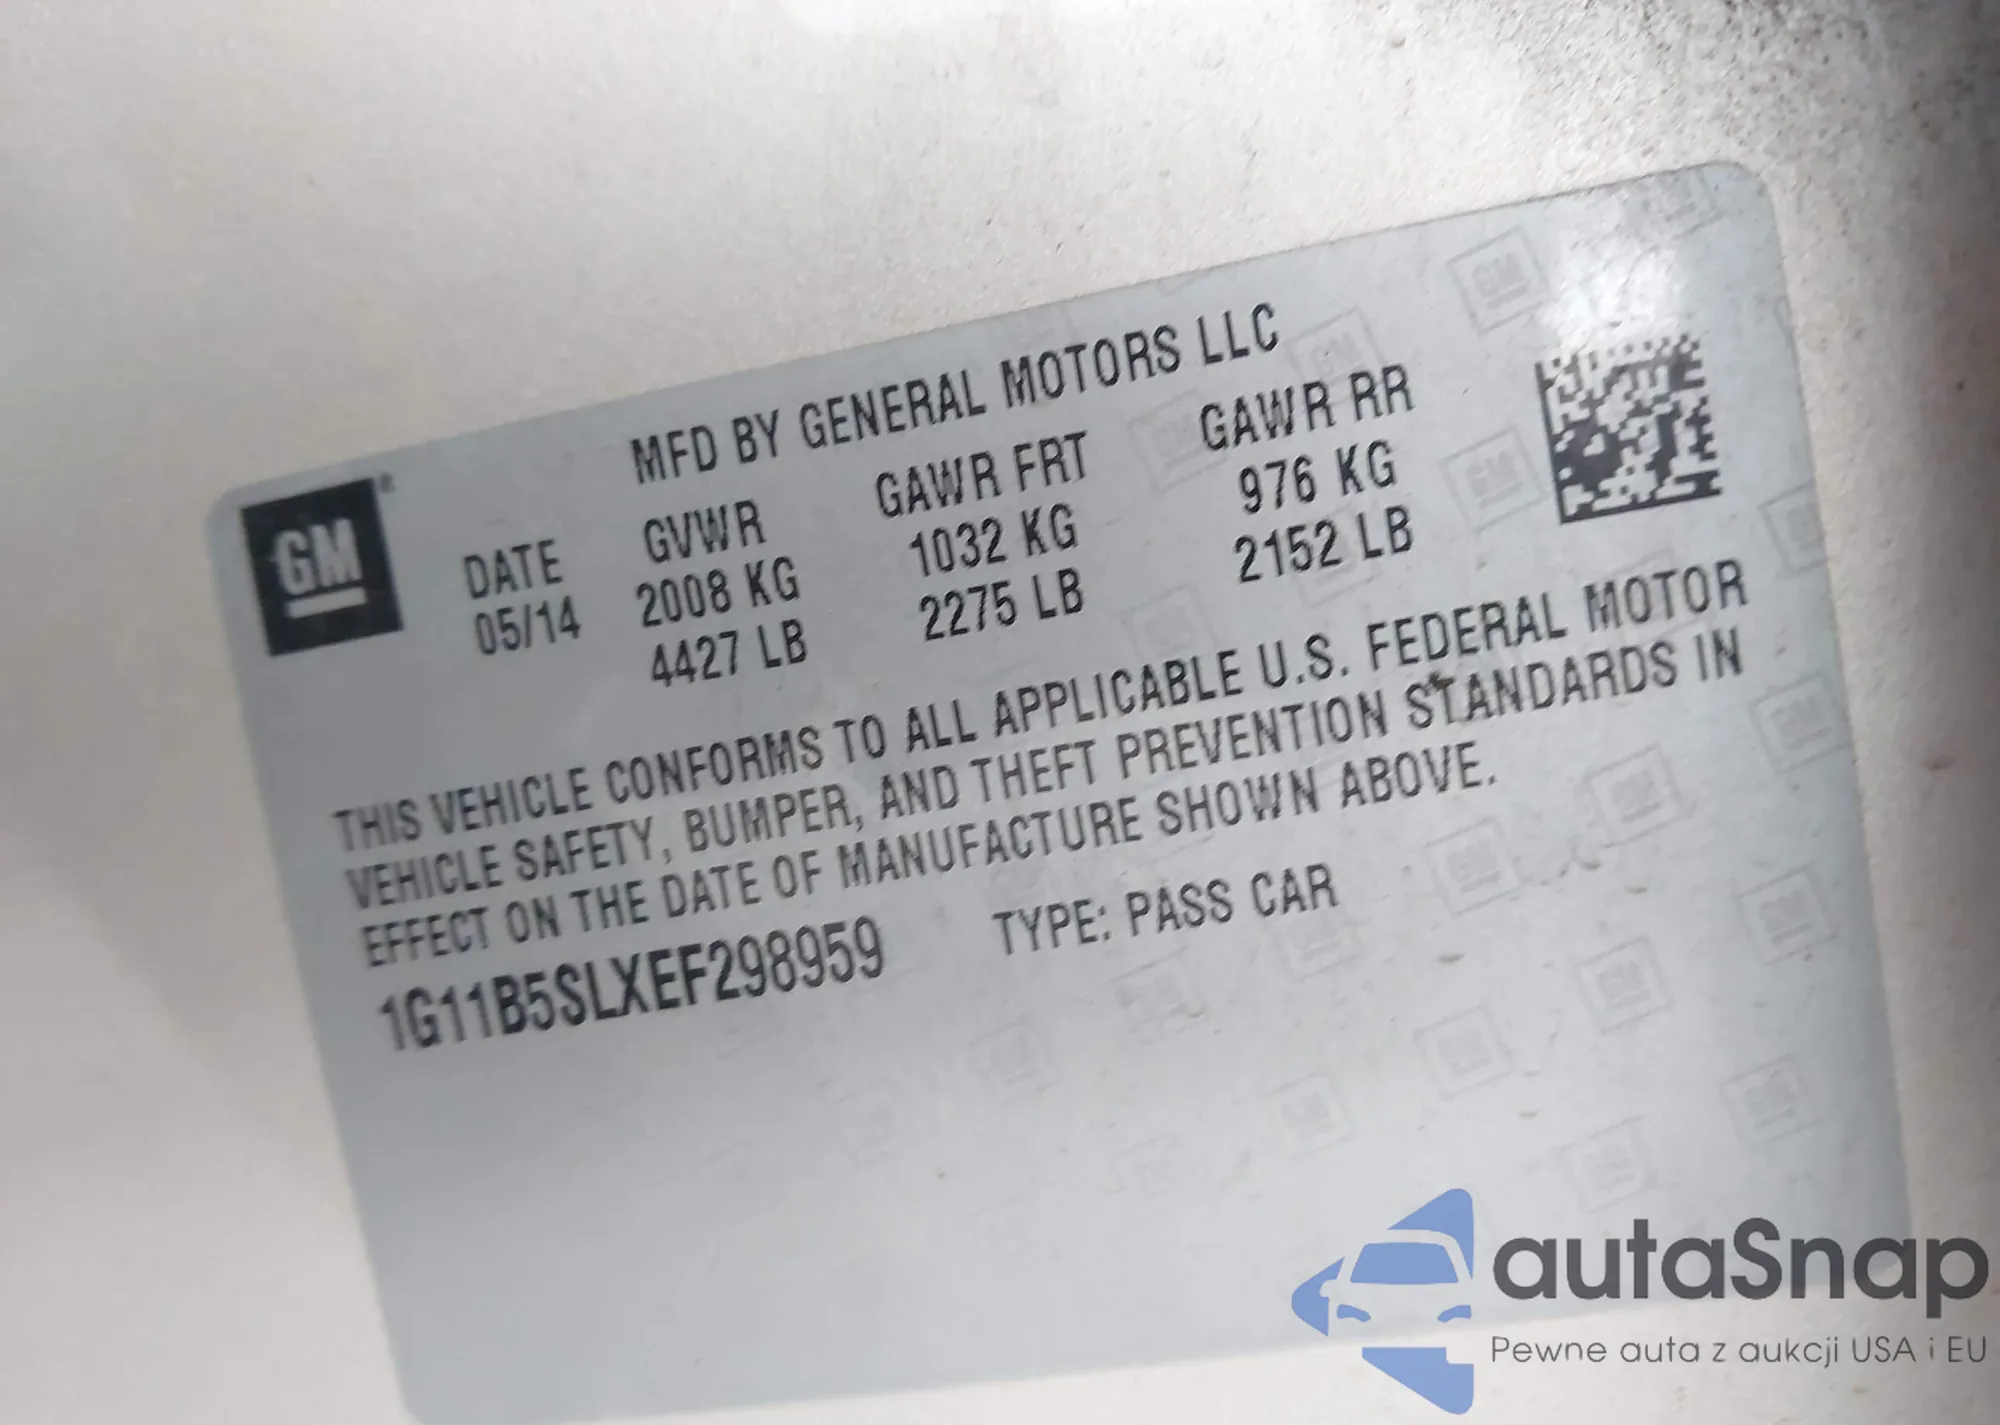 MFD BY GENERAL MOTORS LLC
GM®
DATE GVWR GAWR FRT GAWR RR
05/14 2008 KG 1032 KG 976 KG
4427 LB 2275 LB 2152 LB
THIS VEHICLE CONFORMS TO ALL APPLICABLE U.S. FEDERAL MOTOR
VEHICLE SAFETY, BUMPER, AND THEFT PREVENTION STANDARDS IN
EFFECT ON THE DATE OF MANUFACTURE SHOWN ABOVE.
1G11B5SLXEF298959 TYPE: PASS CAR
autaSnap
Pewne auta z aukcji USA i EU